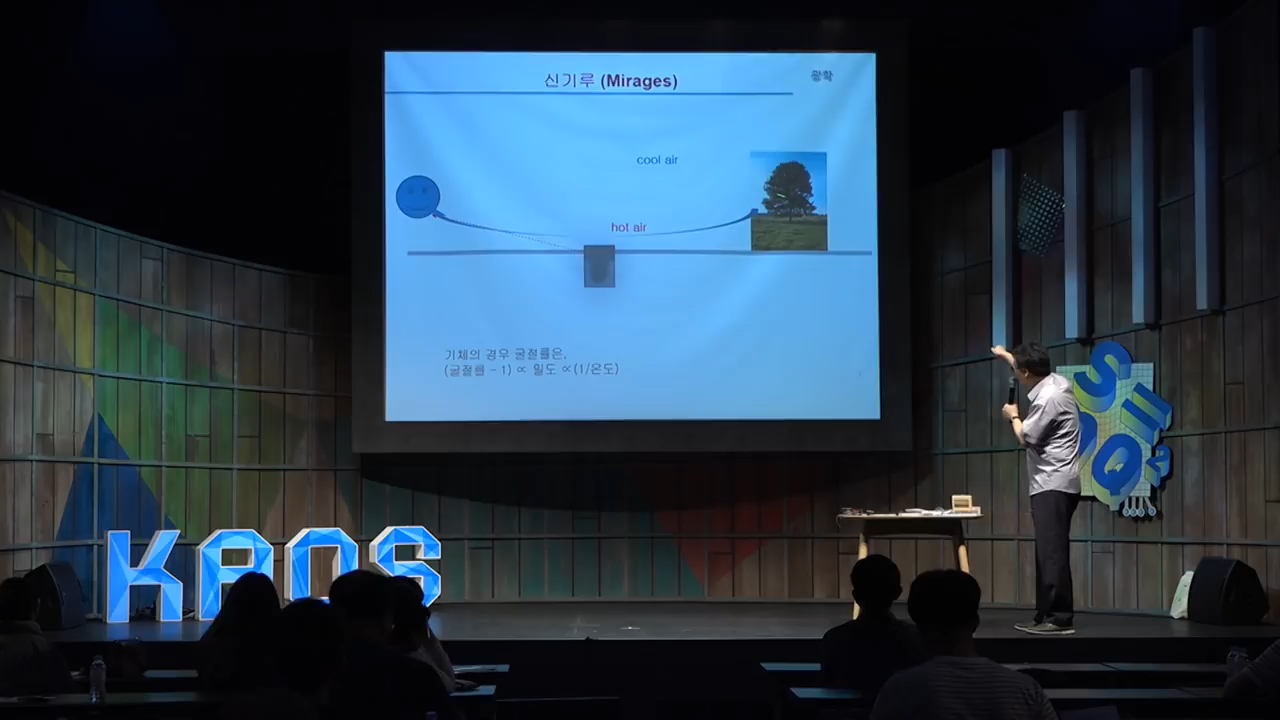 신기루 (Mirages)
광학
cool air
hot air
기체의 경우 굴절률은,
(굴절률 - 1) ∝ 밀도 ∝(1/온도)
KAOS